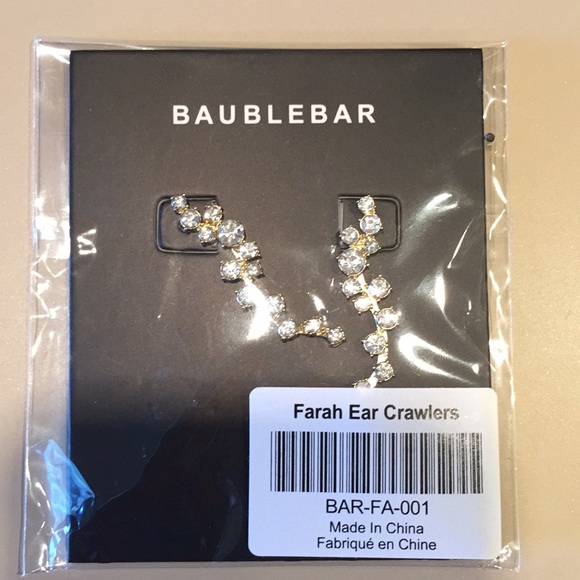 BAUBLEBAR
Farah Ear Crawlers
BAR-FA-001
Made In China
Fabriqué en Chine